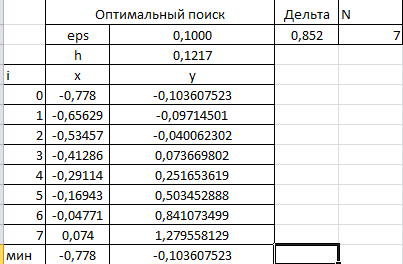 Оптимальный поиск Дельта N
eps 0,1000 0,852 7
h 0,1217
i x y
0 -0,778 -0,103607523
1 -0,65629 -0,09714501
2 -0,53457 -0,040062302
3 -0,41286 0,073669802
4 -0,29114 0,251653619
5 -0,16943 0,503452888
6 -0,04771 0,841073499
7 0,074 1,279558129
мин -0,778 -0,103607523